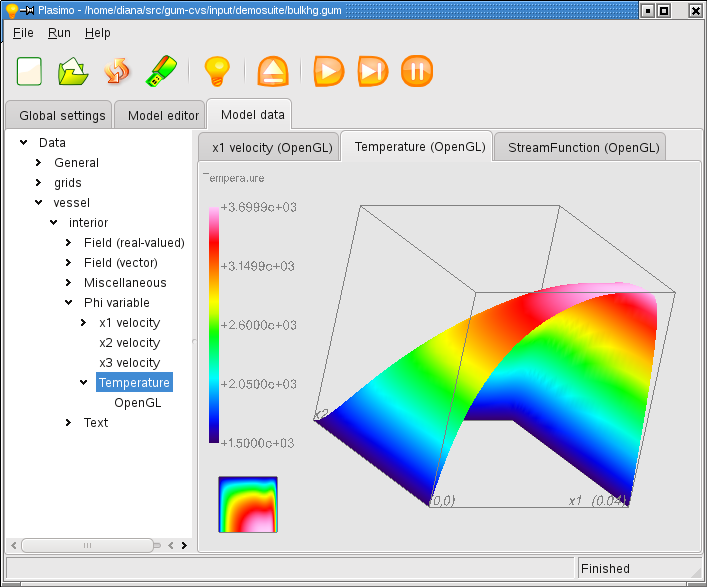 Plasimo - /home/diana/src/gum-cvs/input/demosuite/bulkhg.gum
File Run Help
Global settings Model editor Model data
Data
General
grids
vessel
interior
Field (real-valued)
Field (vector)
Miscellaneous
Phi variable
x1 velocity
x2 velocity
x3 velocity
Temperature
OpenGL
Text
x1 velocity (OpenGL) Temperature (OpenGL) StreamFunction (OpenGL)
Temperature
+3.6999e+03
+3.1499e+03
+2.6000e+03
+2.0500e+03
+1.5000e+03
x2
(0,0)
x1 (0.04)
Finished